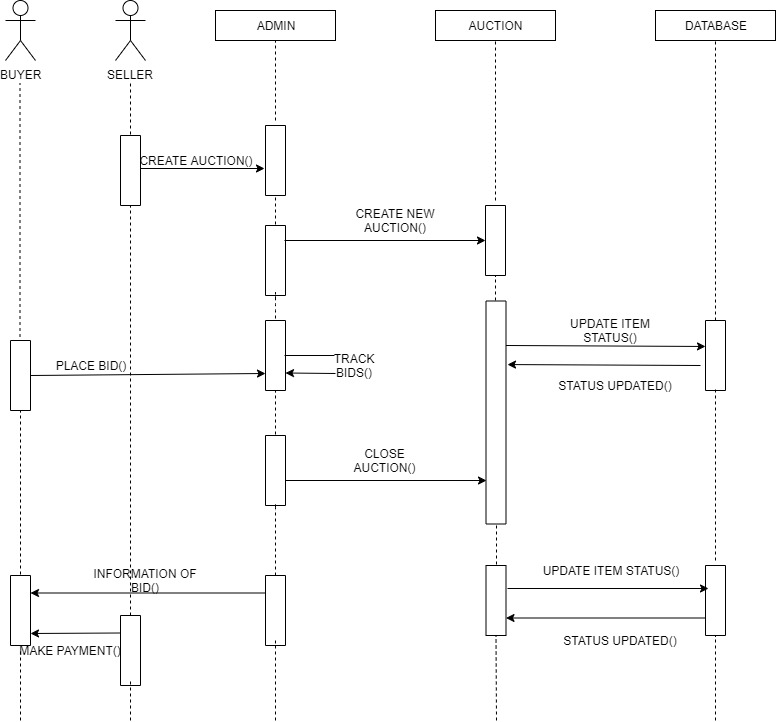 BUYER
SELLER
ADMIN
AUCTION
DATABASE
CREATE AUCTION()
CREATE NEW
AUCTION()
UPDATE ITEM
STATUS()
PLACE BID()
TRACK
BIDS()
STATUS UPDATED()
CLOSE
AUCTION()
INFORMATION OF
BID()
UPDATE ITEM STATUS()
STATUS UPDATED()
MAKE PAYMENT()